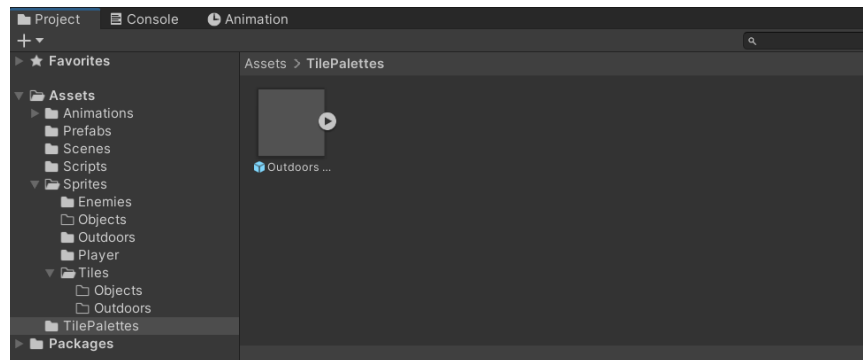 Project Console Animation
Favorites
Assets > TilePalettes
Assets
Animations
Prefabs
Scenes
Scripts
Sprites
Outdoors ...
Enemies
Objects
Outdoors
Player
Tiles
Objects
Outdoors
TilePalettes
Packages